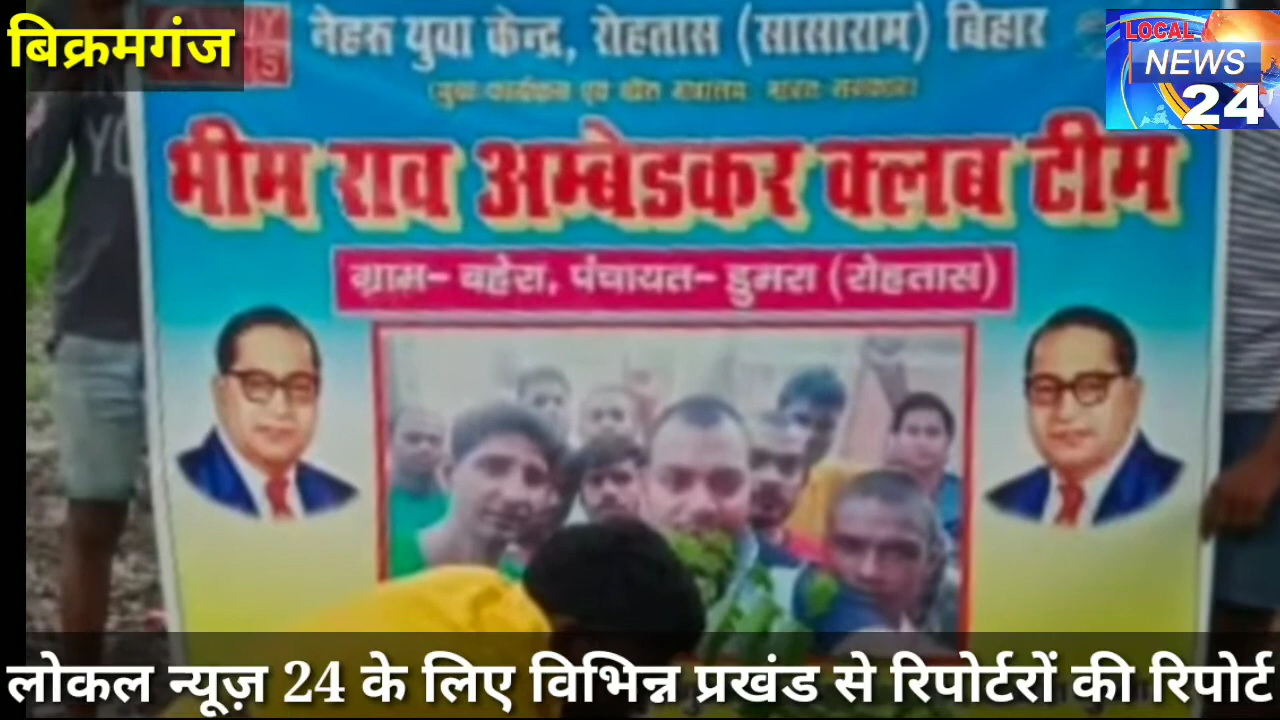 बिक्रमगंज
नेहरु युवा केन्द्र, रोहतास (सासाराम) बिहार
LOCAL
NEWS
24
भीम राव अम्बेडकर क्लब टीम
ग्राम- बहेरा, पंचायत- डुमरा (रोहतास)
लोकल न्यूज़ 24 के लिए विभिन्न प्रखंड से रिपोर्टरों की रिपोर्ट